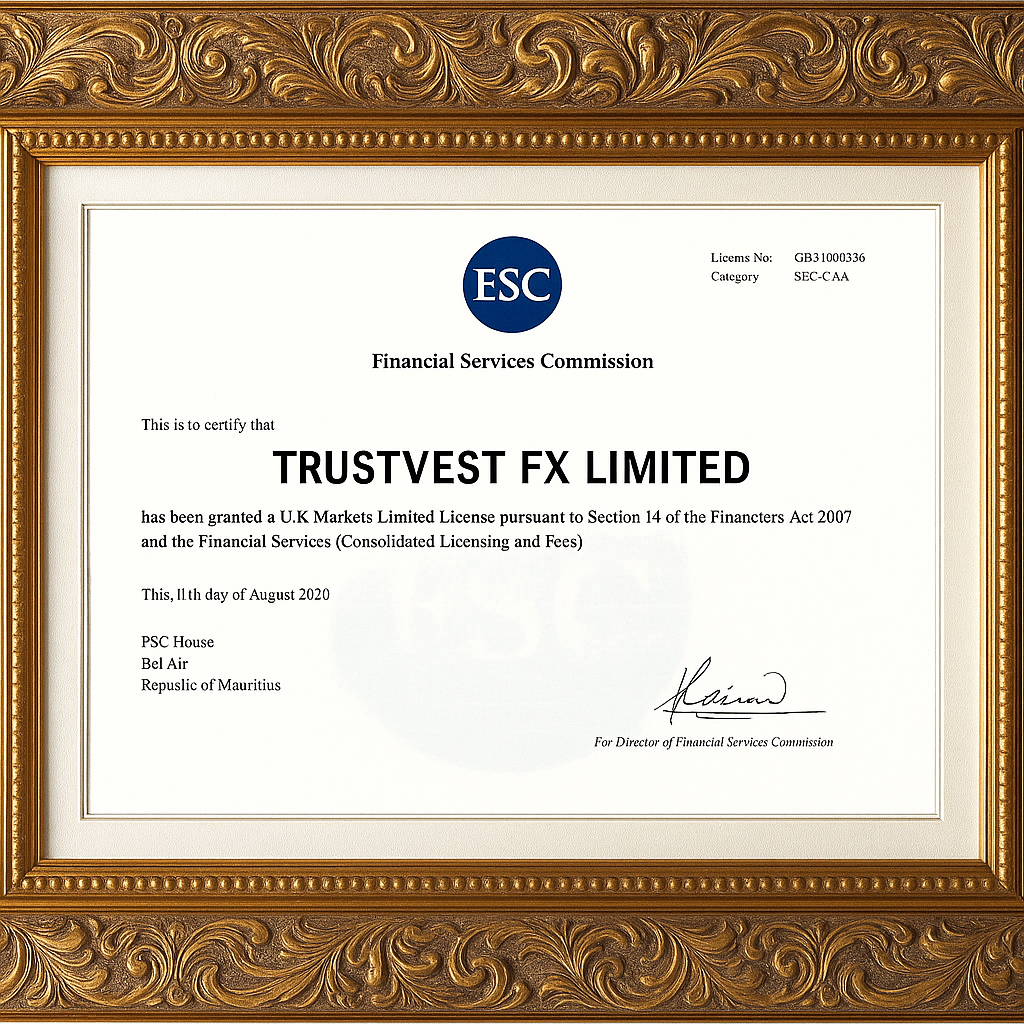 ESC
Licems No: GB31000336
Category SEC-CAA
Financial Services Commission
This is to certify that
TRUSTVEST FX LIMITED
has been granted a U.K Markets Limited License pursuant to Section 14 of the Financters Act 2007
and the Financial Services (Consolidated Licensing and Fees)
This, llth day of August 2020
PSC House
Bel Air
Repuslic of Mauritius
For Director of Financial Services Commission